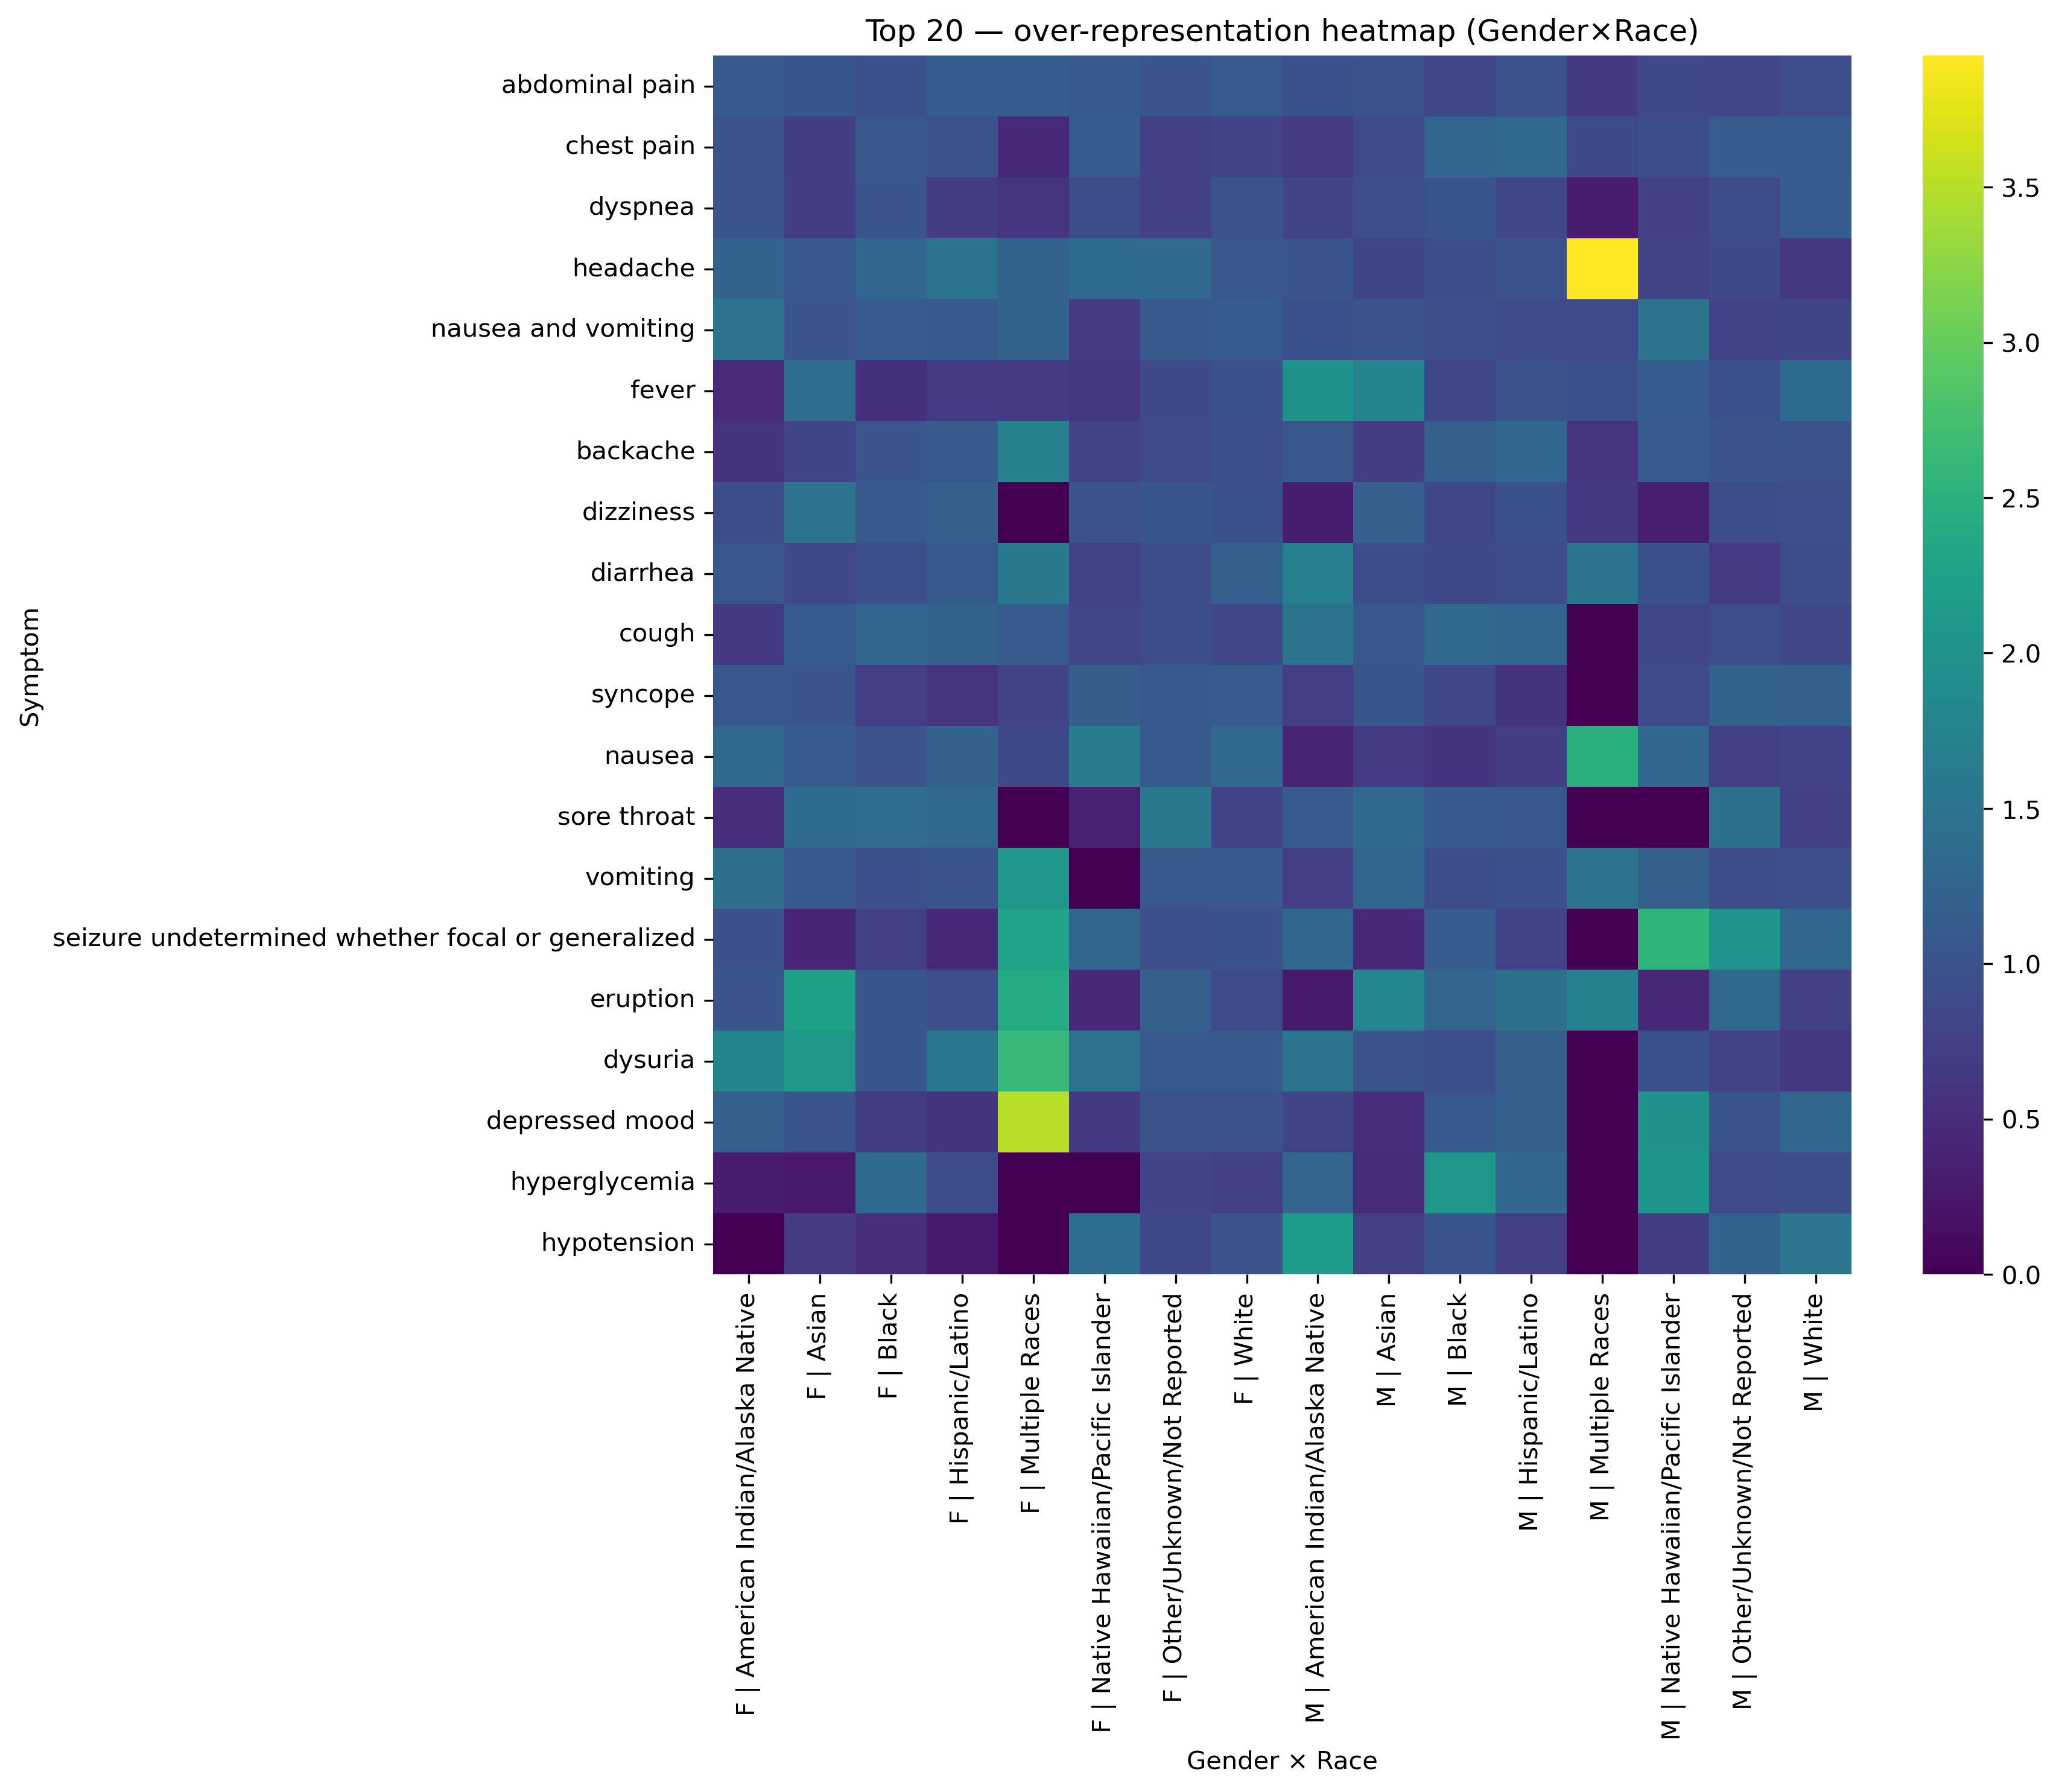 Top 20 — over-representation heatmap (Gender×Race)
Symptom
abdominal pain
chest pain
dyspnea
headache
nausea and vomiting
fever
backache
dizziness
diarrhea
cough
syncope
nausea
sore throat
vomiting
seizure undetermined whether focal or generalized
eruption
dysuria
depressed mood
hyperglycemia
hypotension
F | American Indian/Alaska Native
F | Asian
F | Black
F | Hispanic/Latino
F | Multiple Races
F | Native Hawaiian/Pacific Islander
F | Other/Unknown/Not Reported
F | White
M | American Indian/Alaska Native
M | Asian
M | Black
M | Hispanic/Latino
M | Multiple Races
M | Native Hawaiian/Pacific Islander
M | Other/Unknown/Not Reported
M | White
Gender × Race
3.5
3.0
2.5
2.0
1.5
1.0
0.5
0.0